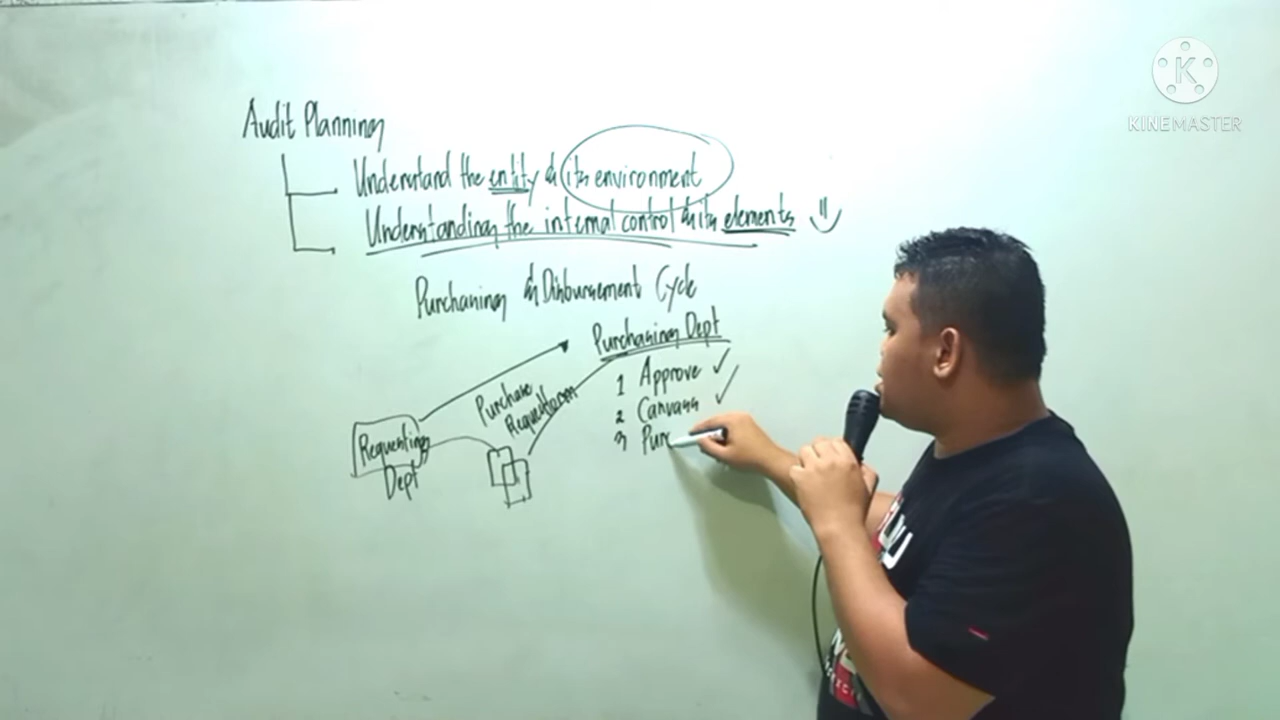 Audit Planning
Understand the entity & its environment
Understanding the internal control & its elements
Purchasing & Disbursement Cycle
Purchasing Dept
1 Approve ✓
2 Canvass ✓
3 Purc
Purchase
Requisition
Requesting
Dept
K
KINEMASTER